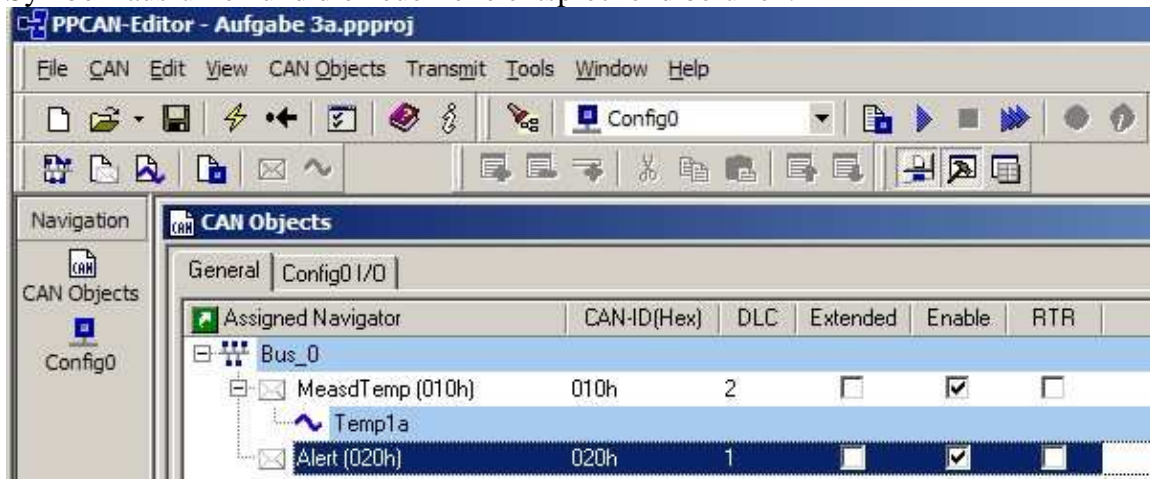 PPCAN-Editor - Aufgabe 3a.ppproj
File CAN Edit View CAN Objects Transmit Tools Window Help
Config0
Navigation
CAN Objects
CAN
General Config0 I/O
CAN
CAN Objects
Assigned Navigator CAN-ID(Hex) DLC Extended Enable RTR
Config0
Bus_0
MeasdTemp (010h) 010h 2
Temp1a
Alert (020h) 020h 1